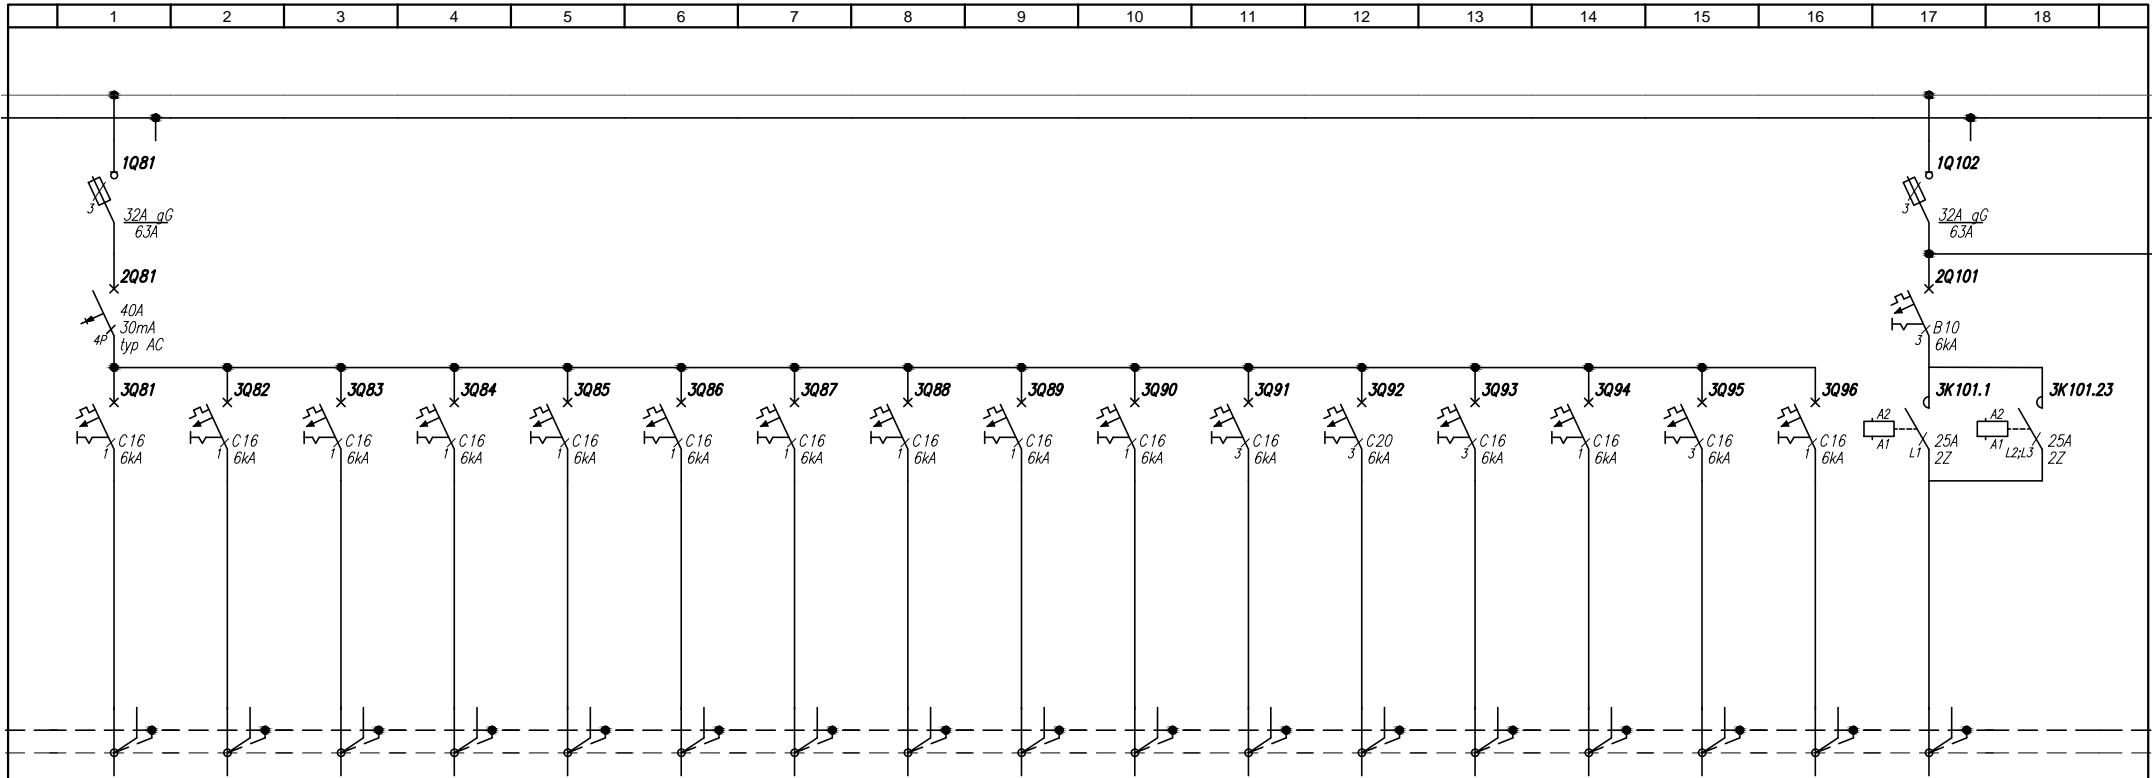 1 2 3 4 5 6 7 8 9 10 11 12 13 14 15 16 17 18
1Q81 1Q102
3 32A gG 3 32A gG
63A 63A
2Q81 2Q101
40A
30mA B10
4P typ AC 3 6kA
3Q81 3Q82 3Q83 3Q84 3Q85 3Q86 3Q87 3Q88 3Q89 3Q90 3Q91 3Q92 3Q93 3Q94 3Q95 3Q96 3K101.1 3K101.23
A2 A2
C16 C16 C16 C16 C16 C16 C16 C16 C16 C16 C16 C20 C16 C16 C16 C16 A1 25A A1 25A
1 6kA 1 6kA 1 6kA 1 6kA 1 6kA 1 6kA 1 6kA 1 6kA 1 6kA 1 6kA 3 6kA 3 6kA 3 6kA 1 6kA 3 6kA 1 6kA L1 2Z L2;L3 2Z